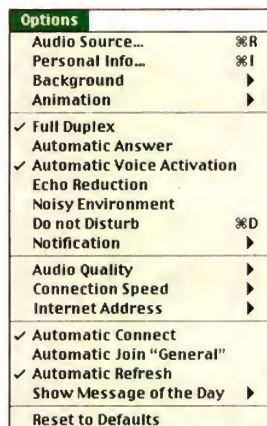 Options
Audio Source... ⌘R
Personal Info... ⌘I
Background ▶
Animation ▶
✓ Full Duplex
Automatic Answer
✓ Automatic Voice Activation
Echo Reduction
Noisy Environment
Do not Disturb ⌘D
Notification ▶
Audio Quality ▶
Connection Speed ▶
Internet Address ▶
✓ Automatic Connect
Automatic Join “General”
✓ Automatic Refresh
Show Message of the Day ▶
Reset to Defaults